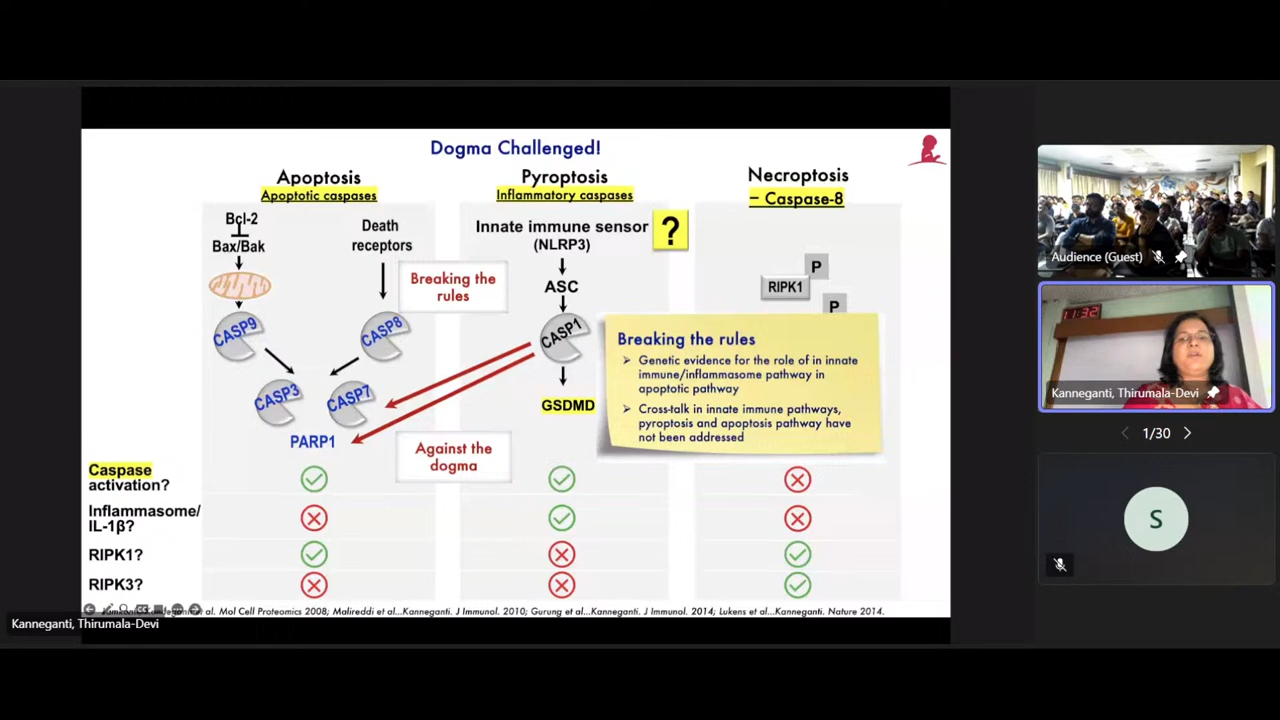 Dogma Challenged!
Apoptosis
Apoptotic caspases
Pyroptosis
Inflammatory caspases
Necroptosis
– Caspase-8
Bcl-2
Bax/Bak
Death
receptors
Innate immune sensor
(NLRP3)
?
ASC
Breaking the
rules
CASP9
CASP8
CASP1
CASP3
CASP7
PARP1
GSDMD
P
RIPK1
P
Breaking the rules
➢ Genetic evidence for the role of in innate
immune/inflammasome pathway in
apoptotic pathway
➢ Cross-talk in innate immune pathways,
pyroptosis and apoptosis pathway have
not been addressed
Against the
dogma
Caspase
activation?
Inflammasome/
IL-1β?
RIPK1?
RIPK3?
al. Mol Cell Proteomics 2008; Malireddi et al...Kanneganti. J Immunol. 2010; Gurung et al...Kanneganti. J Immunol. 2014; Lukens et al...Kanneganti. Nature 2014.
Kanneganti, Thirumala-Devi
Audience (Guest)
11:32
Kanneganti, Thirumala-Devi
1/30
S